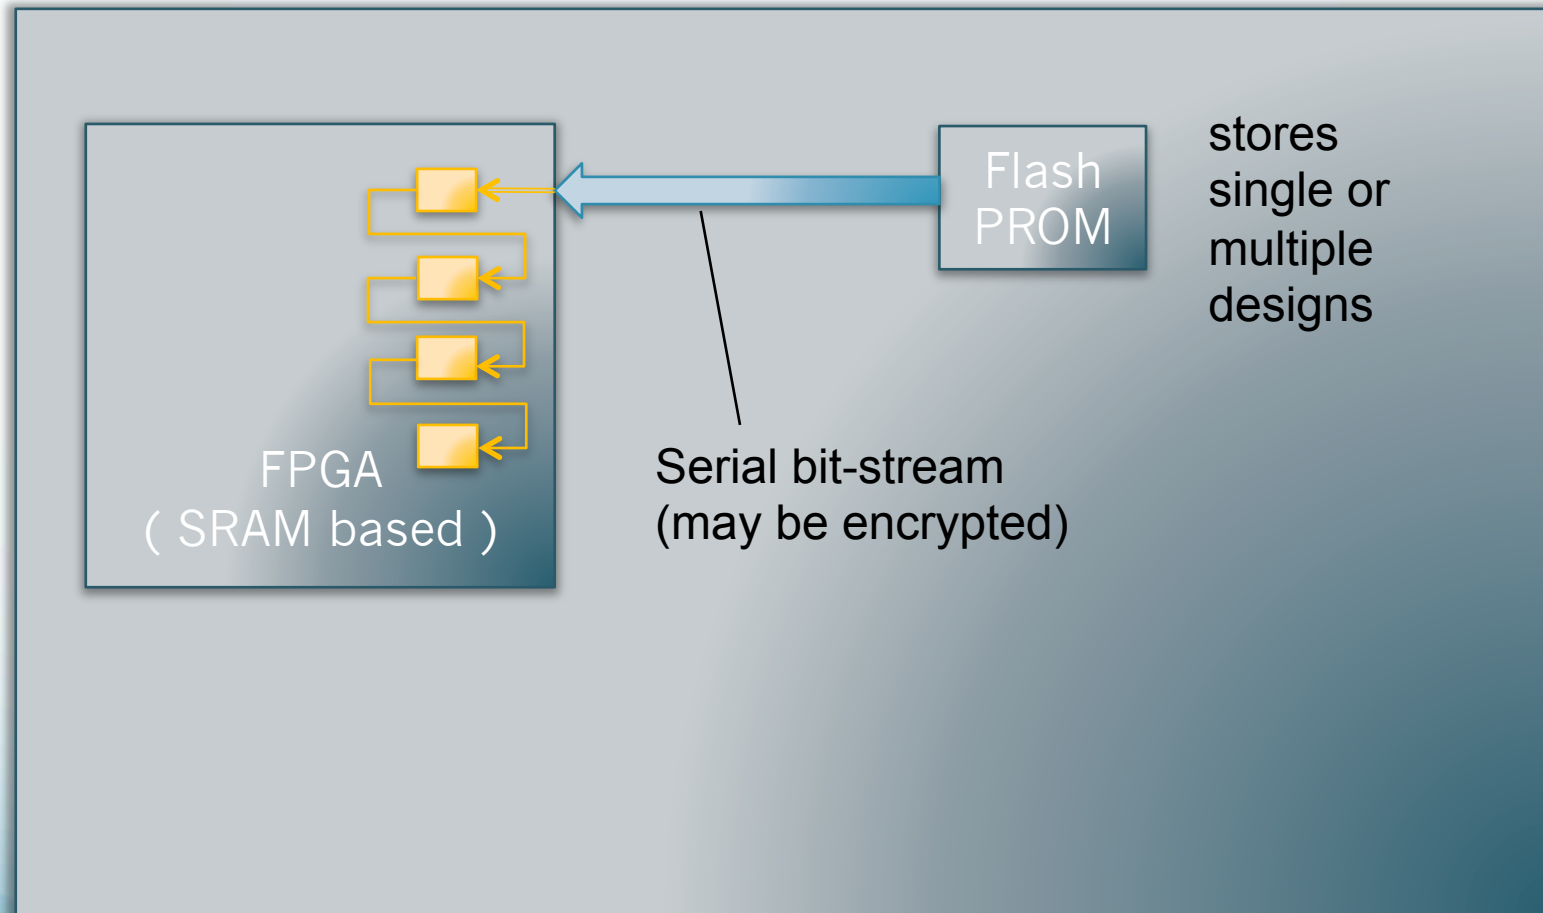 FPGA
( SRAM based )
Flash
PROM
stores
single or
multiple
designs
Serial bit-stream
(may be encrypted)